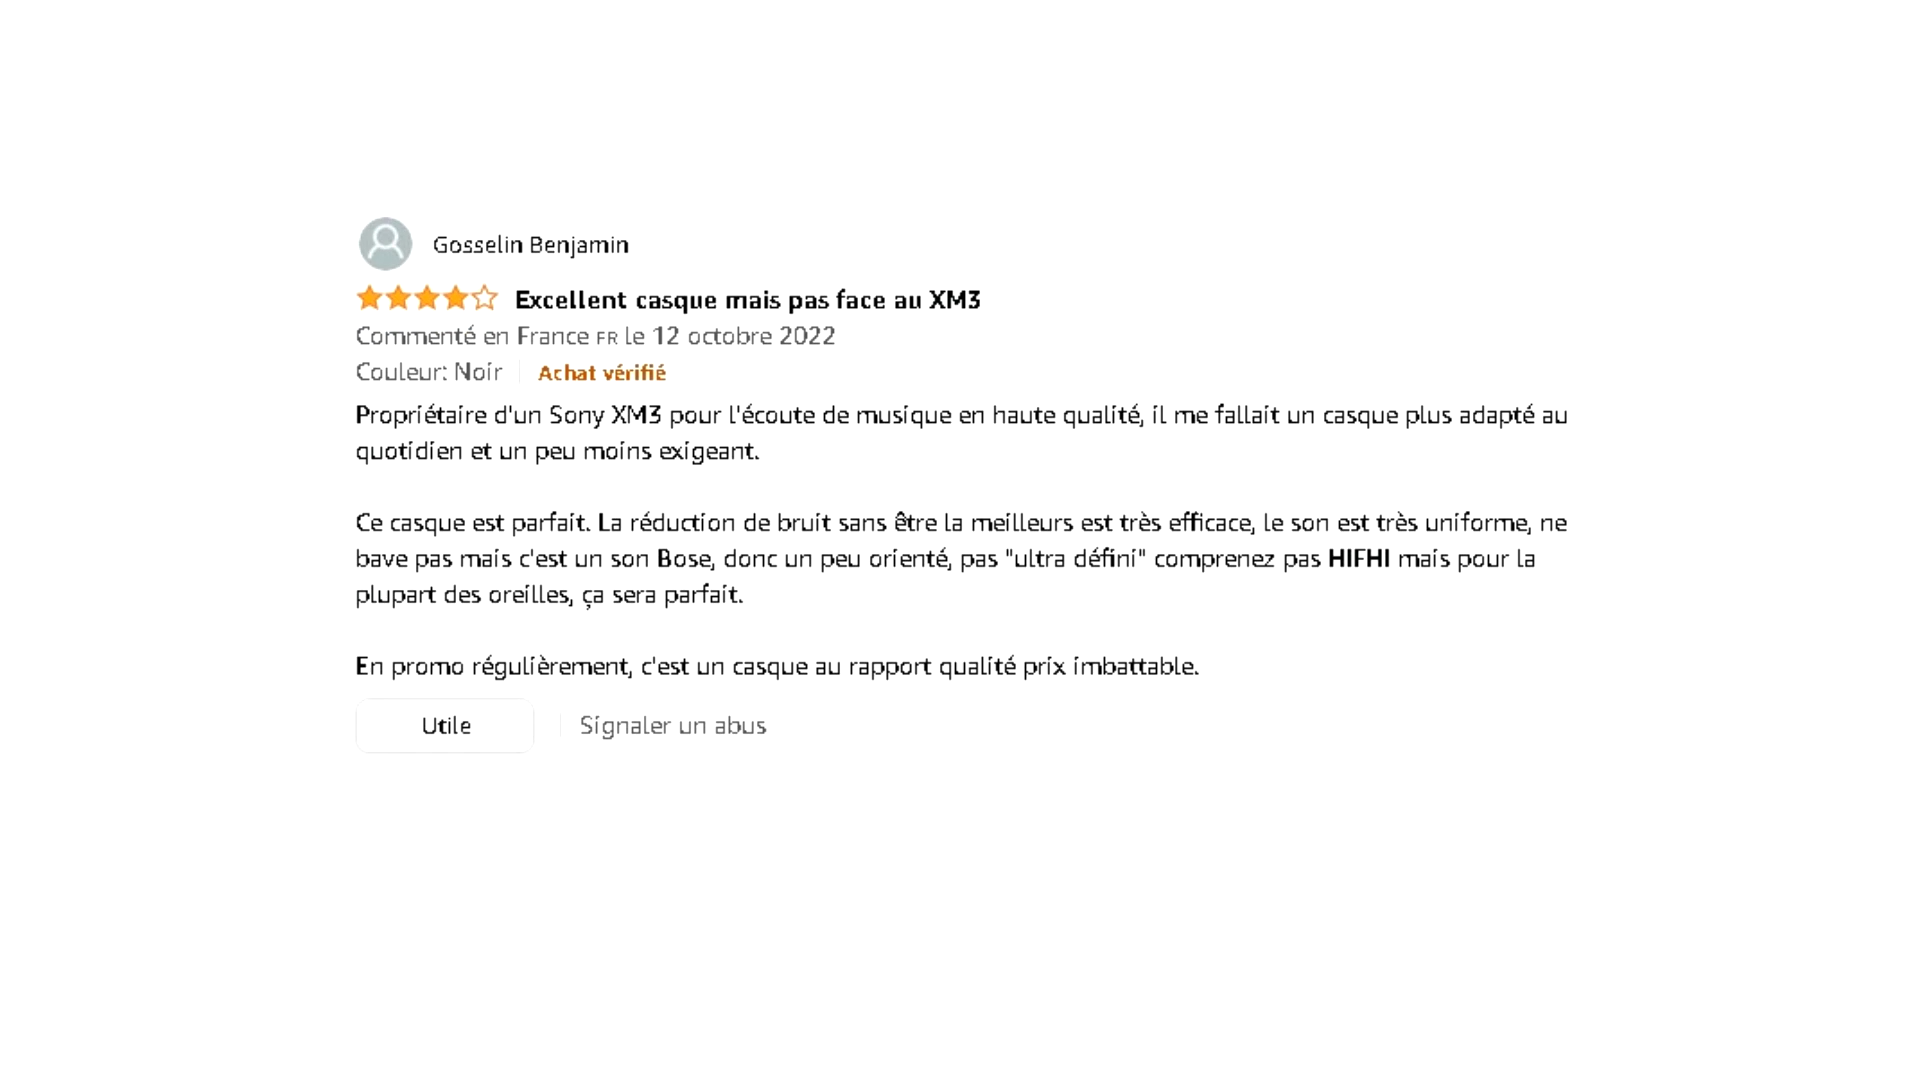 Gosselin Benjamin
Excellent casque mais pas face au XM3
Commenté en France FR le 12 octobre 2022
Couleur: Noir Achat vérifié
Propriétaire d'un Sony XM3 pour l'écoute de musique en haute qualité, il me fallait un casque plus adapté au
quotidien et un peu moins exigeant.
Ce casque est parfait. La réduction de bruit sans être la meilleurs est très efficace, le son est très uniforme, ne
bave pas mais c'est un son Bose, donc un peu orienté, pas "ultra défini" comprenez pas HIFHI mais pour la
plupart des oreilles, ça sera parfait.
En promo régulièrement, c'est un casque au rapport qualité prix imbattable.
Utile Signaler un abus